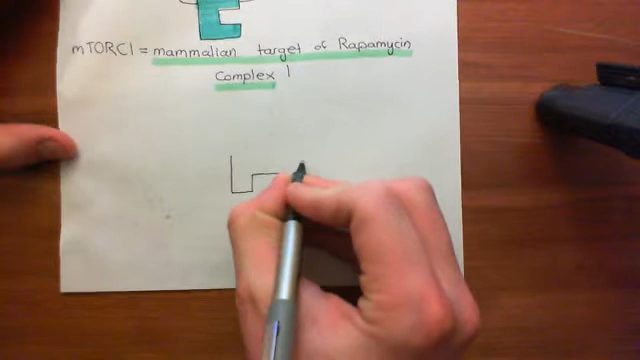 mTORC1 = mammalian target of Rapamycin
Complex 1